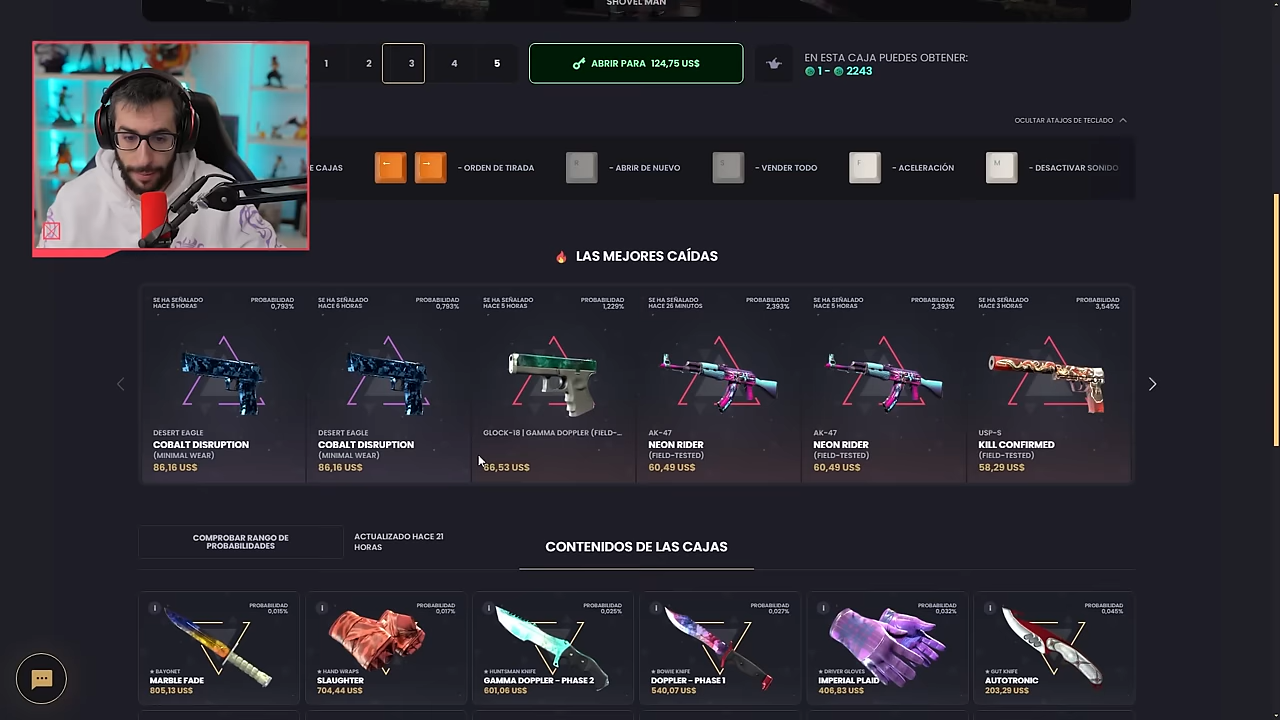 SHOVEL MAN
1 2 3 4 5
ABRIR PARA 124,75 US$
EN ESTA CAJA PUEDES OBTENER:
1 - 2243
OCULTAR ATAJOS DE TECLADO
E CAJAS
← → - ORDEN DE TIRADA
R - ABRIR DE NUEVO
S - VENDER TODO
F - ACELERACIÓN
M - DESACTIVAR SONIDO
LAS MEJORES CAÍDAS
SE HA SEÑALADO
HACE 5 HORAS
PROBABILIDAD
0,793%
DESERT EAGLE
COBALT DISRUPTION
(MINIMAL WEAR)
86,16 US$
SE HA SEÑALADO
HACE 6 HORAS
PROBABILIDAD
0,793%
DESERT EAGLE
COBALT DISRUPTION
(MINIMAL WEAR)
86,16 US$
SE HA SEÑALADO
HACE 5 HORAS
PROBABILIDAD
1,229%
GLOCK-18 | GAMMA DOPPLER (FIELD-...
66,53 US$
SE HA SEÑALADO
HACE 26 MINUTOS
PROBABILIDAD
2,393%
AK-47
NEON RIDER
(FIELD-TESTED)
60,49 US$
SE HA SEÑALADO
HACE 5 HORAS
PROBABILIDAD
2,393%
AK-47
NEON RIDER
(FIELD-TESTED)
60,49 US$
SE HA SEÑALADO
HACE 3 HORAS
PROBABILIDAD
3,545%
USP-S
KILL CONFIRMED
(FIELD-TESTED)
58,29 US$
COMPROBAR RANGO DE
PROBABILIDADES
ACTUALIZADO HACE 21
HORAS
CONTENIDOS DE LAS CAJAS
PROBABILIDAD
0,015%
★ BAYONET
MARBLE FADE
805,13 US$
PROBABILIDAD
0,017%
★ HAND WRAPS
SLAUGHTER
704,44 US$
PROBABILIDAD
0,025%
★ HUNTSMAN KNIFE
GAMMA DOPPLER - PHASE 2
601,06 US$
PROBABILIDAD
0,027%
★ BOWIE KNIFE
DOPPLER - PHASE 1
540,07 US$
PROBABILIDAD
0,032%
★ DRIVER GLOVES
IMPERIAL PLAID
406,83 US$
PROBABILIDAD
0,045%
★ GUT KNIFE
AUTOTRONIC
203,29 US$